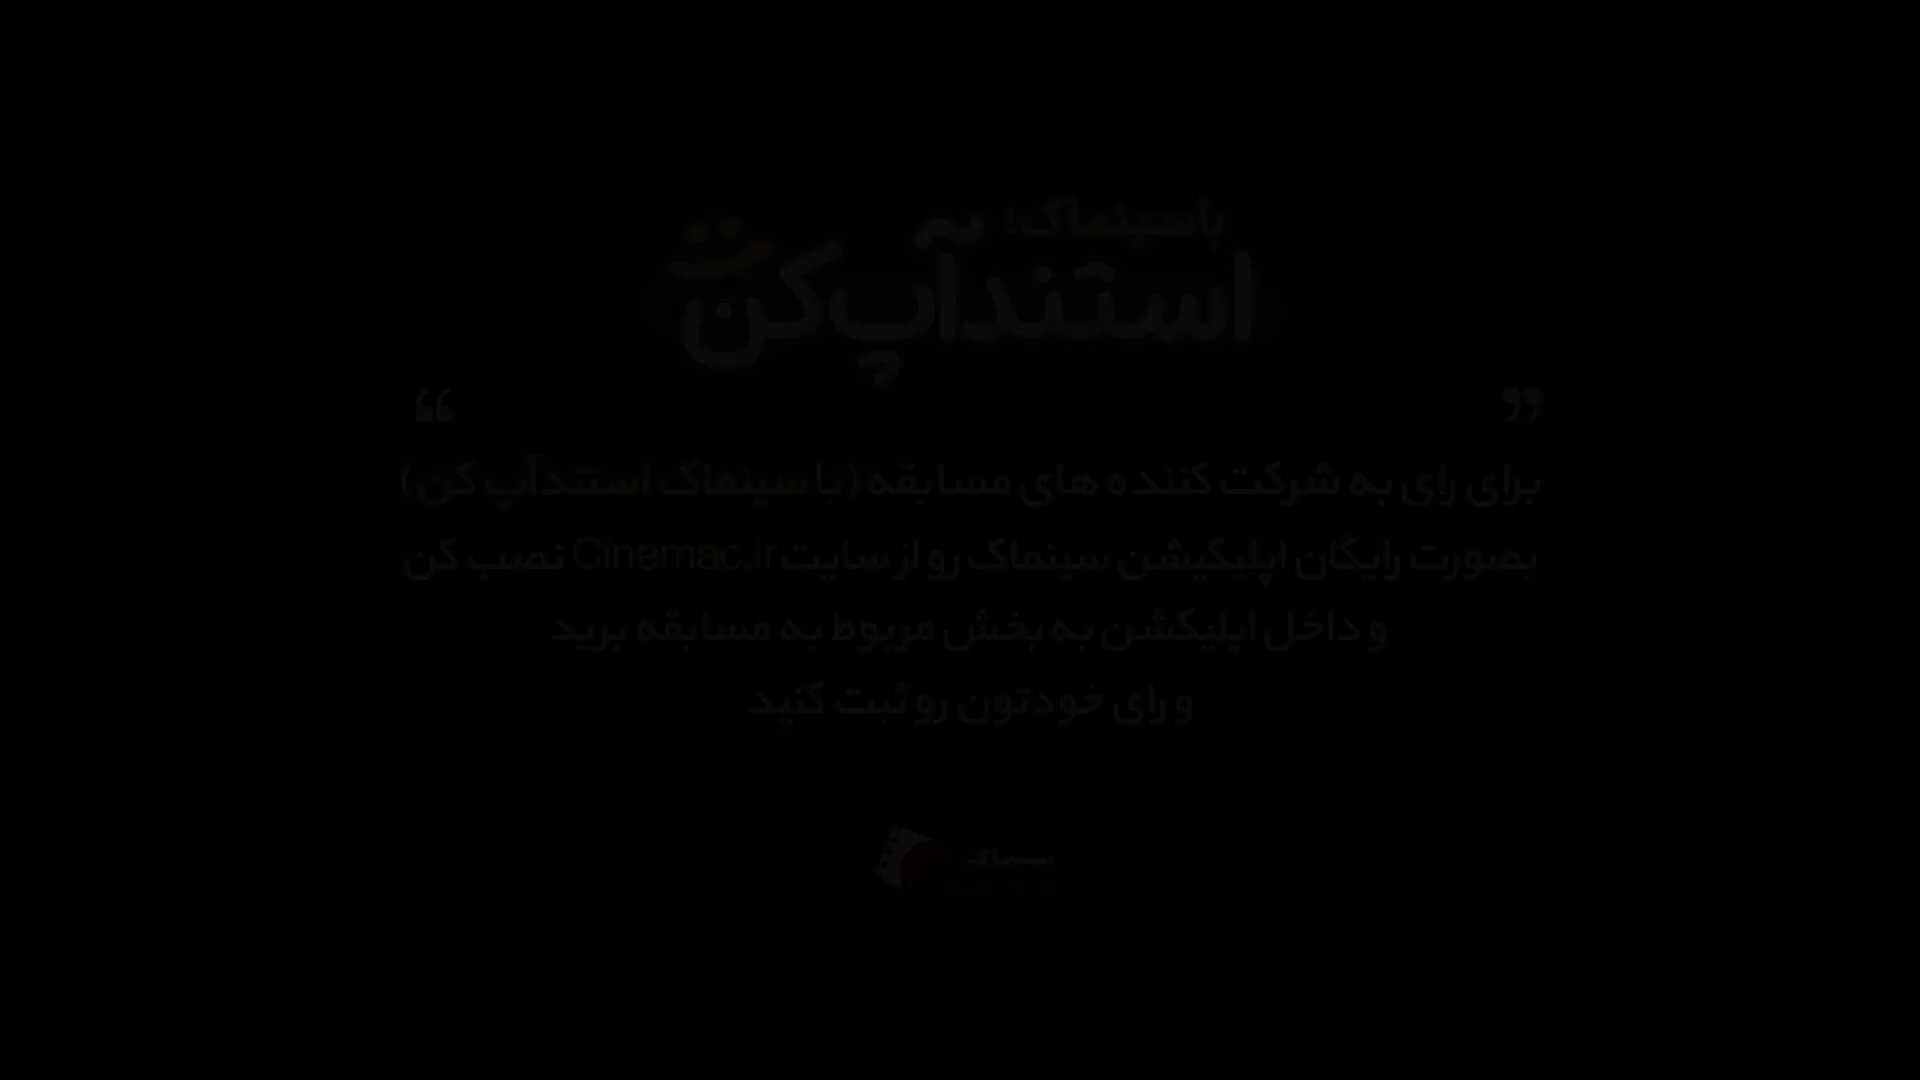 باسینماک!
استندآپ کن
”
“
برای رای به شرکت کننده های مسابقه (با سینماک استندآپ کن)
بصورت رایگان اپلیکیشن سینماک رو از سایت Cinemac.ir نصب کن
و داخل اپلیکشن به بخش مربوط به مسابقه برید
و رای خودتون رو ثبت کنید
سینماک